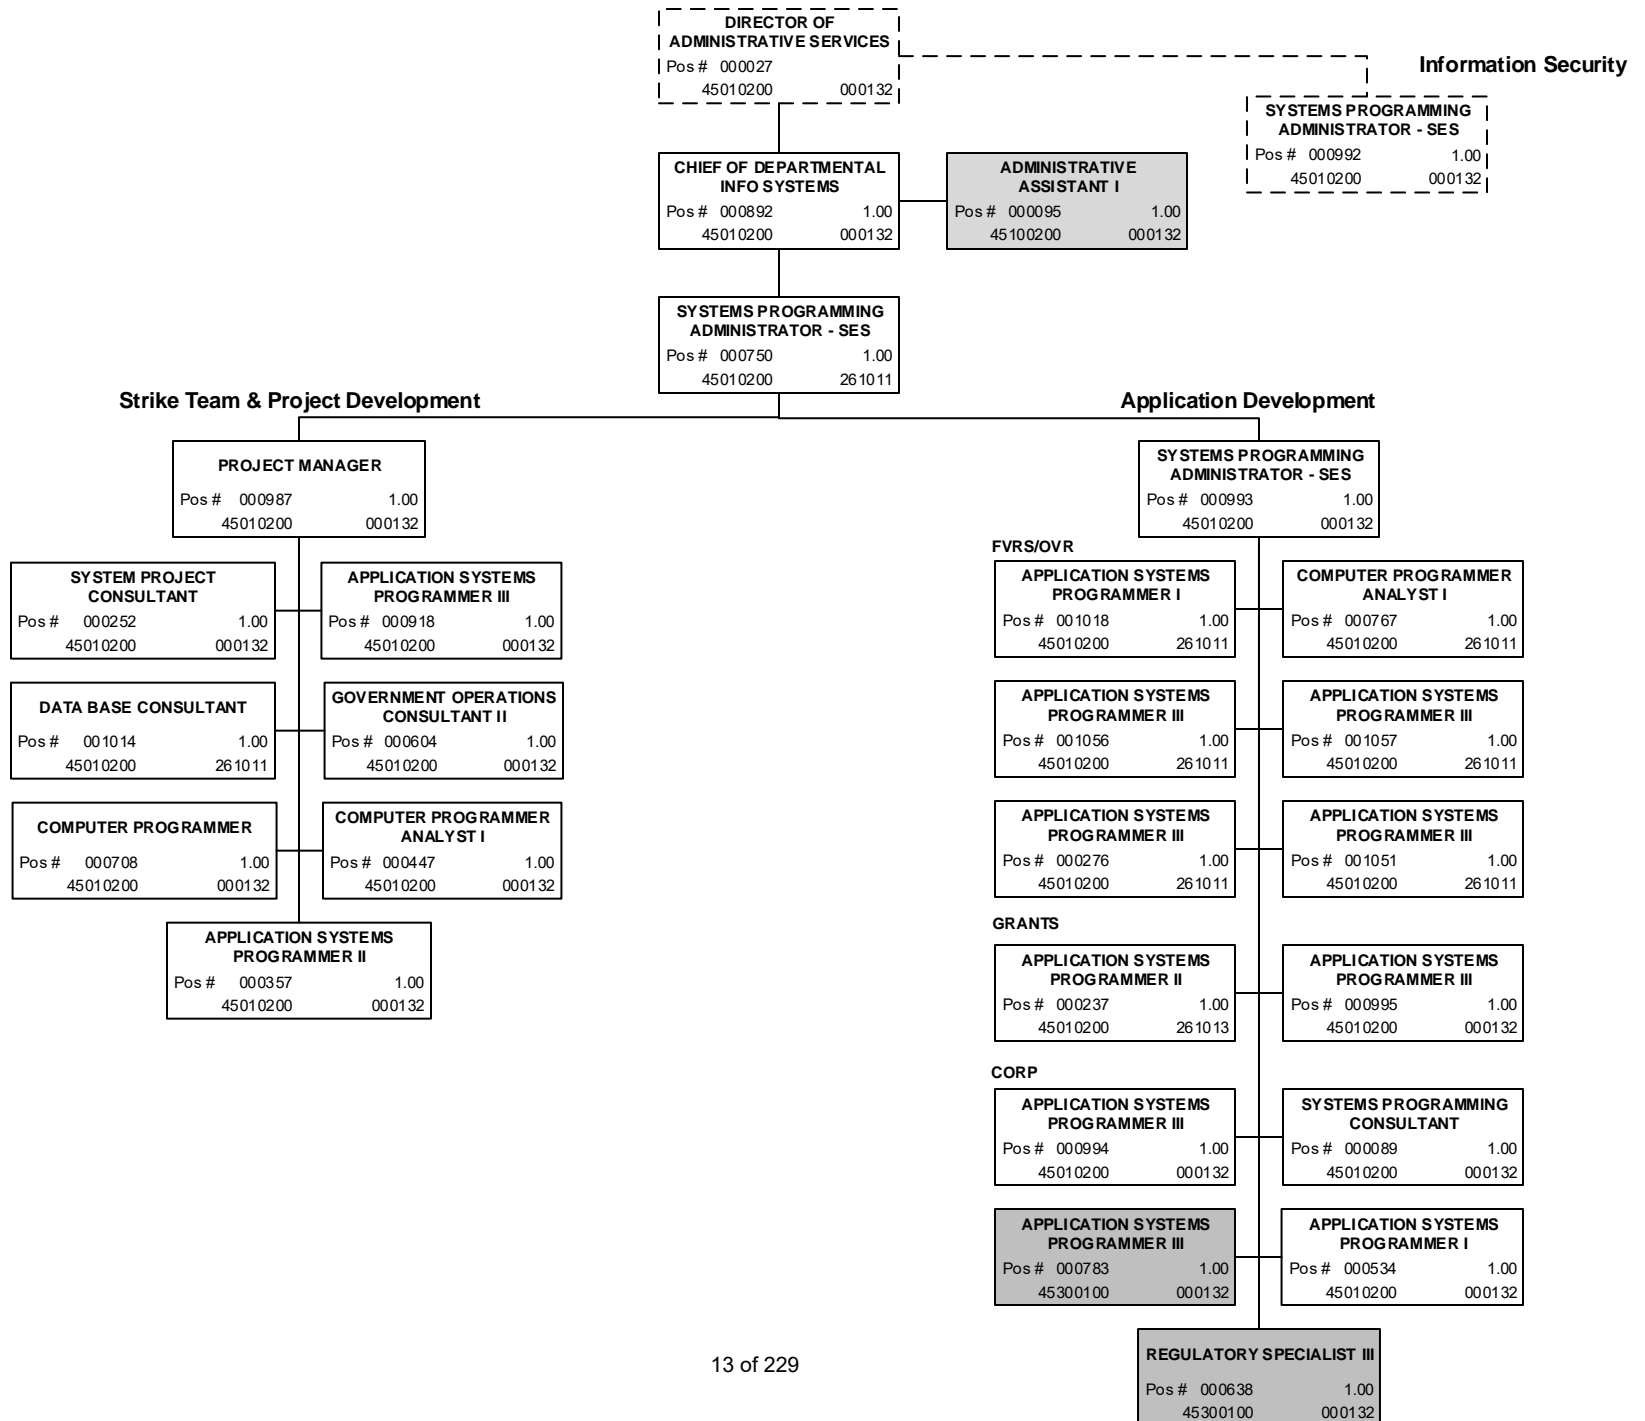 DIRECTOR OF
ADMINISTRATIVE SERVICES
Pos # 000027
45010200 000132
Information Security
SYSTEMS PROGRAMMING
ADMINISTRATOR - SES
Pos # 000992 1.00
45010200 000132
CHIEF OF DEPARTMENTAL
INFO SYSTEMS
Pos # 000892 1.00
45010200 000132
ADMINISTRATIVE
ASSISTANT I
Pos # 000095 1.00
45100200 000132
SYSTEMS PROGRAMMING
ADMINISTRATOR - SES
Pos # 000750 1.00
45010200 261011
Strike Team & Project Development
PROJECT MANAGER
Pos # 000987 1.00
45010200 000132
SYSTEM PROJECT
CONSULTANT
Pos # 000252 1.00
45010200 000132
APPLICATION SYSTEMS
PROGRAMMER III
Pos # 000918 1.00
45010200 000132
DATA BASE CONSULTANT
Pos # 001014 1.00
45010200 261011
GOVERNMENT OPERATIONS
CONSULTANT II
Pos # 000604 1.00
45010200 000132
COMPUTER PROGRAMMER
Pos # 000708 1.00
45010200 000132
COMPUTER PROGRAMMER
ANALYST I
Pos # 000447 1.00
45010200 000132
APPLICATION SYSTEMS
PROGRAMMER II
Pos # 000357 1.00
45010200 000132
Application Development
SYSTEMS PROGRAMMING
ADMINISTRATOR - SES
Pos # 000993 1.00
45010200 000132
FVRS/OVR
APPLICATION SYSTEMS
PROGRAMMER I
Pos # 001018 1.00
45010200 261011
COMPUTER PROGRAMMER
ANALYST I
Pos # 000767 1.00
45010200 261011
APPLICATION SYSTEMS
PROGRAMMER III
Pos # 001056 1.00
45010200 261011
APPLICATION SYSTEMS
PROGRAMMER III
Pos # 001057 1.00
45010200 261011
APPLICATION SYSTEMS
PROGRAMMER III
Pos # 000276 1.00
45010200 261011
APPLICATION SYSTEMS
PROGRAMMER III
Pos # 001051 1.00
45010200 261011
GRANTS
APPLICATION SYSTEMS
PROGRAMMER II
Pos # 000237 1.00
45010200 261013
APPLICATION SYSTEMS
PROGRAMMER III
Pos # 000995 1.00
45010200 000132
CORP
APPLICATION SYSTEMS
PROGRAMMER III
Pos # 000994 1.00
45010200 000132
SYSTEMS PROGRAMMING
CONSULTANT
Pos # 000089 1.00
45010200 000132
APPLICATION SYSTEMS
PROGRAMMER III
Pos # 000783 1.00
45300100 000132
APPLICATION SYSTEMS
PROGRAMMER I
Pos # 000534 1.00
45010200 000132
REGULATORY SPECIALIST III
Pos # 000638 1.00
45300100 000132
13 of 229